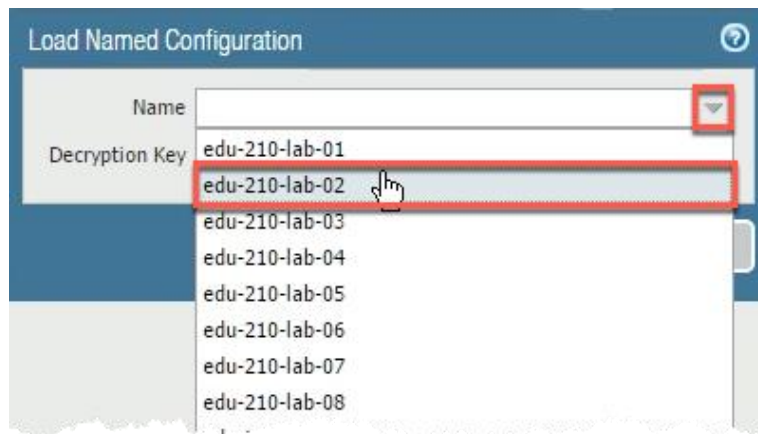 Load Named Configuration
Name
Decryption Key
edu-210-lab-01
edu-210-lab-02
edu-210-lab-03
edu-210-lab-04
edu-210-lab-05
edu-210-lab-06
edu-210-lab-07
edu-210-lab-08